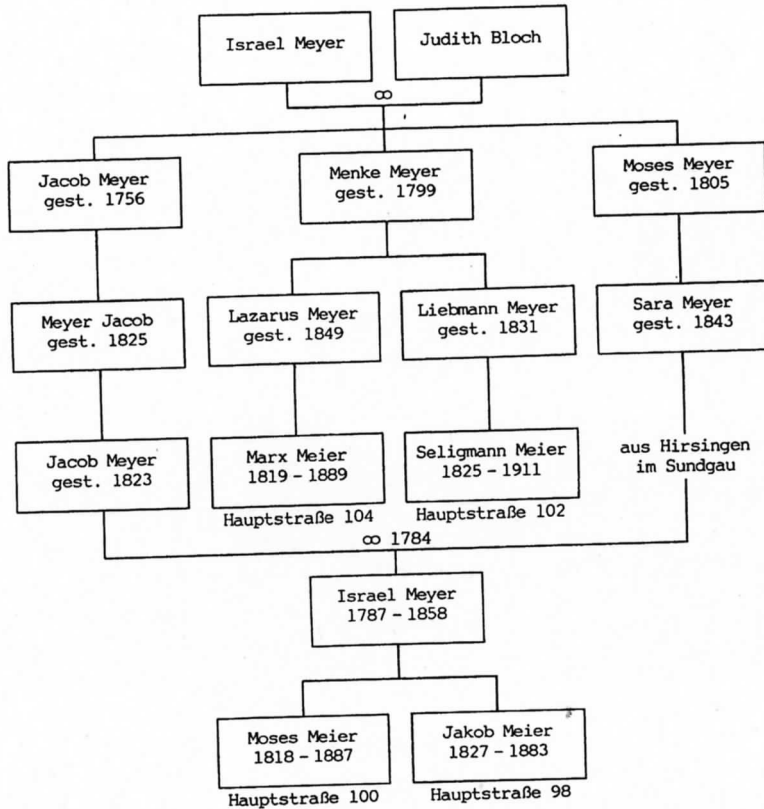 Israel Meyer
Judith Bloch
∞
Jacob Meyer
gest. 1756
Menke Meyer
gest. 1799
Moses Meyer
gest. 1805
Meyer Jacob
gest. 1825
Lazarus Meyer
gest. 1849
Liebmann Meyer
gest. 1831
Sara Meyer
gest. 1843
Jacob Meyer
gest. 1823
Marx Meier
1819 – 1889
Seligmann Meier
1825 – 1911
aus Hirsingen
im Sundgau
Hauptstraße 104
Hauptstraße 102
∞ 1784
Israel Meyer
1787 – 1858
Moses Meier
1818 – 1887
Jakob Meier
1827 – 1883
Hauptstraße 100
Hauptstraße 98